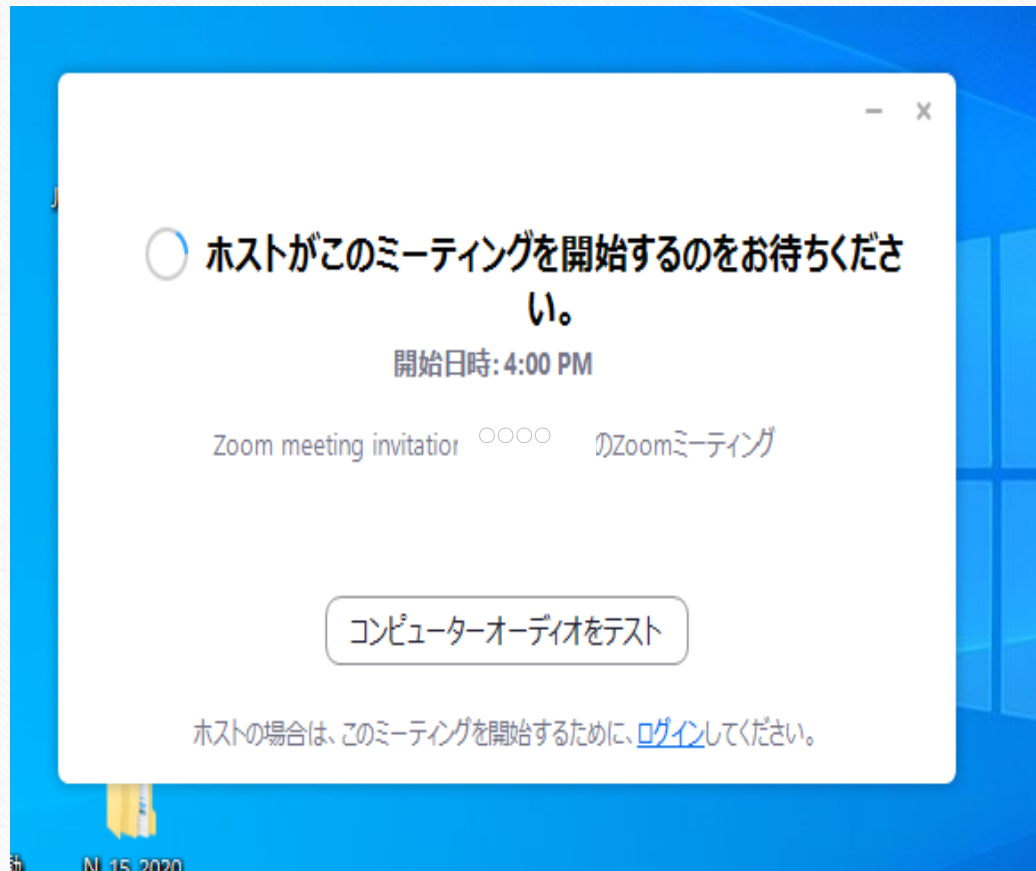 ホストがこのミーティングを開始するのをお待ちくださ
い。
開始日時: 4:00 PM
Zoom meeting invitation ○○○○ のZoomミーティング
コンピューターオーディオをテスト
ホストの場合は、このミーティングを開始するために、ログインしてください。
N_15_2020